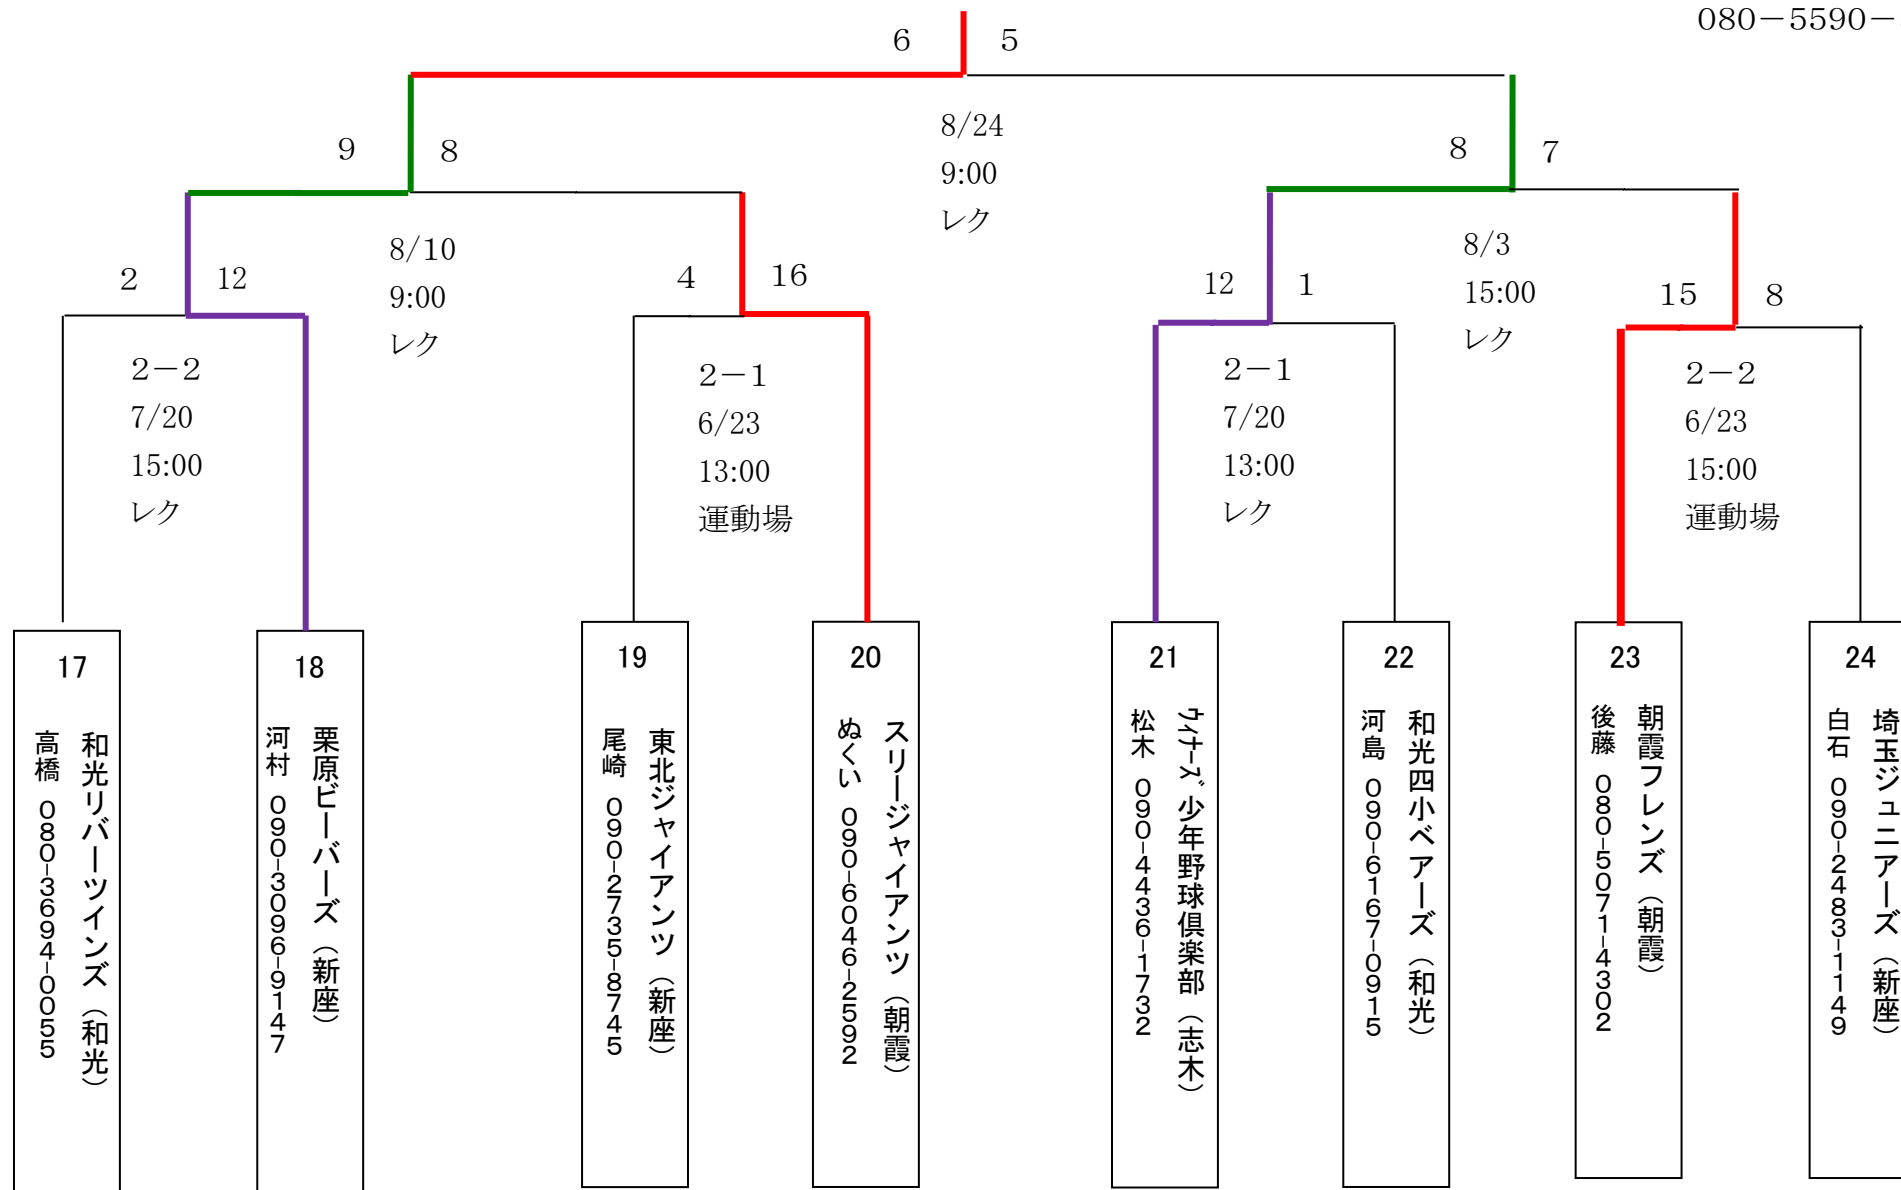 080−5590−
6 5
8/24
9:00
レク
9 8
8 7
8/10
9:00
レク
8/3
15:00
レク
2 12
4 16
12 1
15 8
2−2
7/20
15:00
レク
2−1
6/23
13:00
運動場
2−1
7/20
13:00
レク
2−2
6/23
15:00
運動場
17
和光リバーツインズ（和光）
高橋 080-3694-0055
18
栗原ビーバーズ（新座）
河村 090-3096-9147
19
東北ジャイアンツ（新座）
尾崎 090-2735-8745
20
スリージャイアンツ（朝霞）
ぬくい 090-6046-2592
21
ｳｨﾅｰｽﾞ少年野球倶楽部（志木）
松木 090-4436-1732
22
和光四小ベアーズ（和光）
河島 090-6167-0915
23
朝霞フレンズ（朝霞）
後藤 080-5071-4302
24
埼玉ジュニアーズ（新座）
白石 090-2483-1149